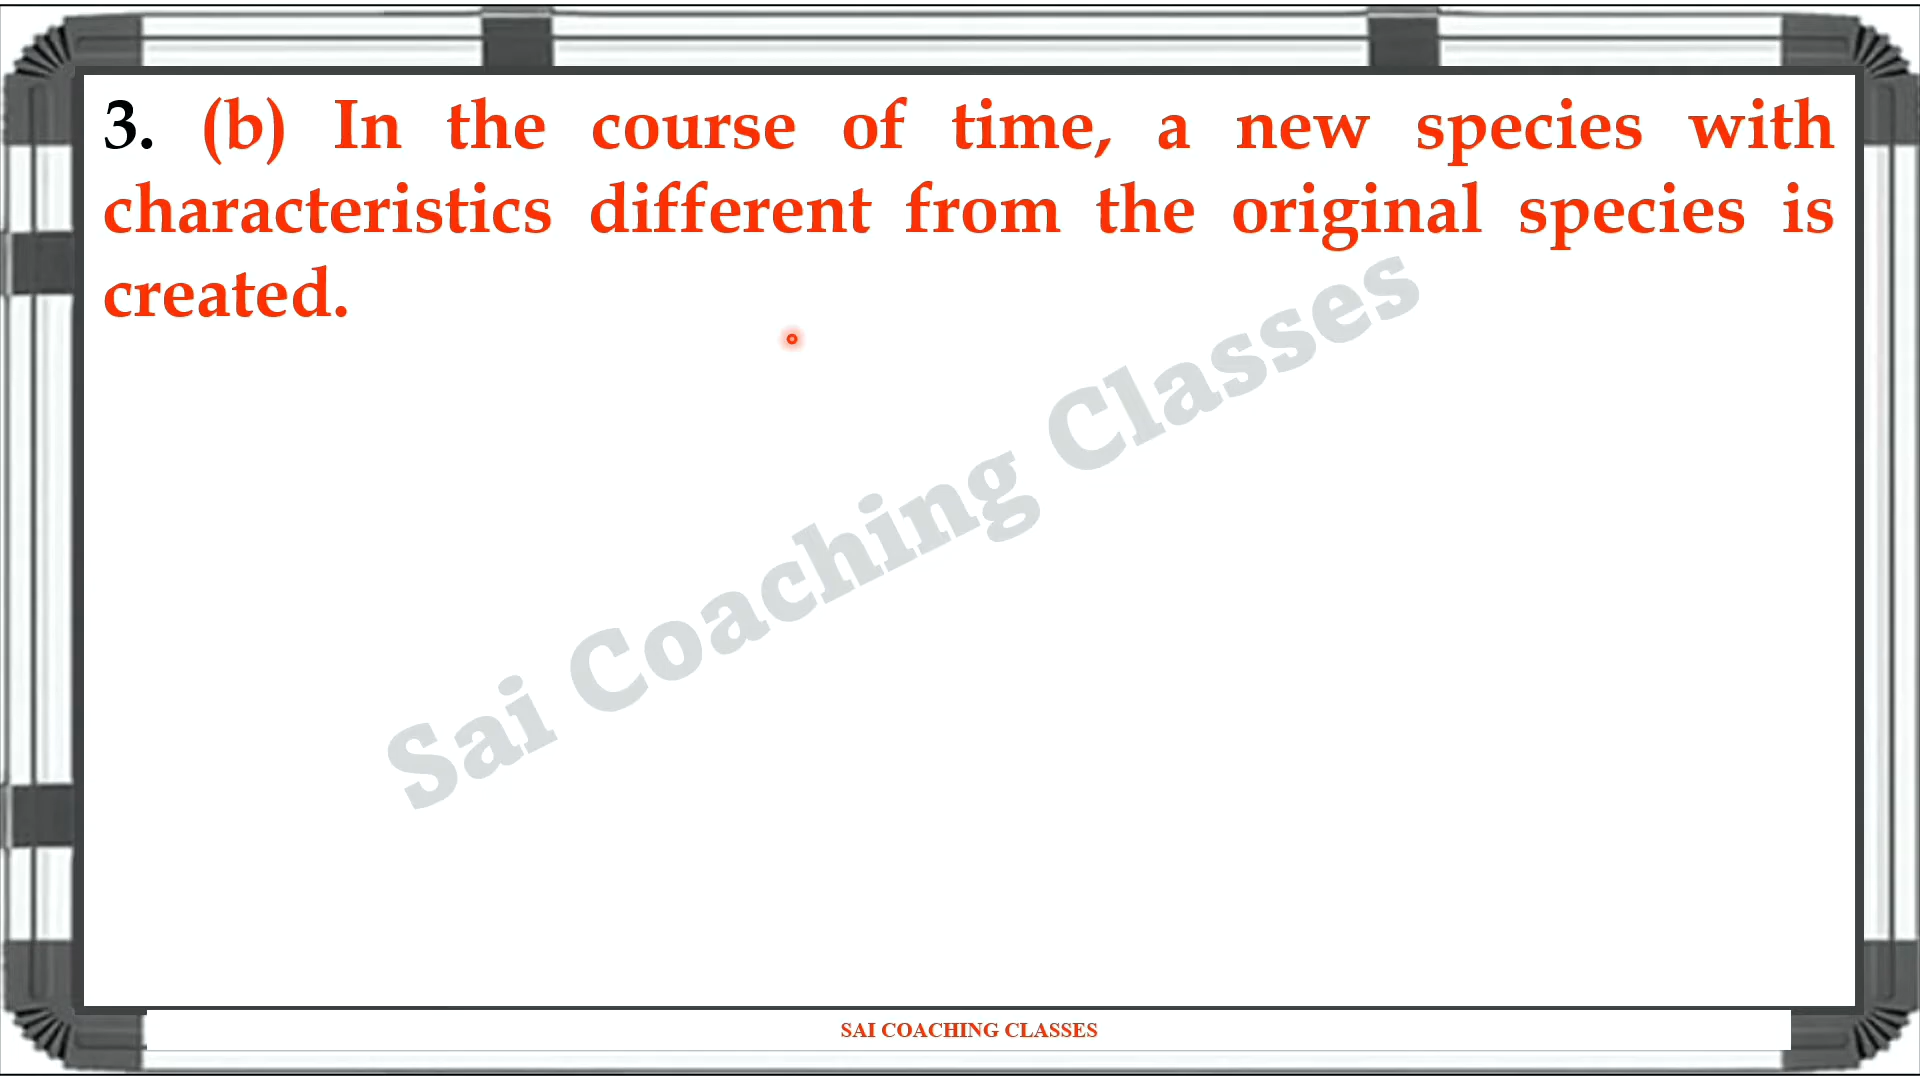 3. (b) In the course of time, a new species with
characteristics different from the original species is
created.
Sai Coaching Classes
SAI COACHING CLASSES